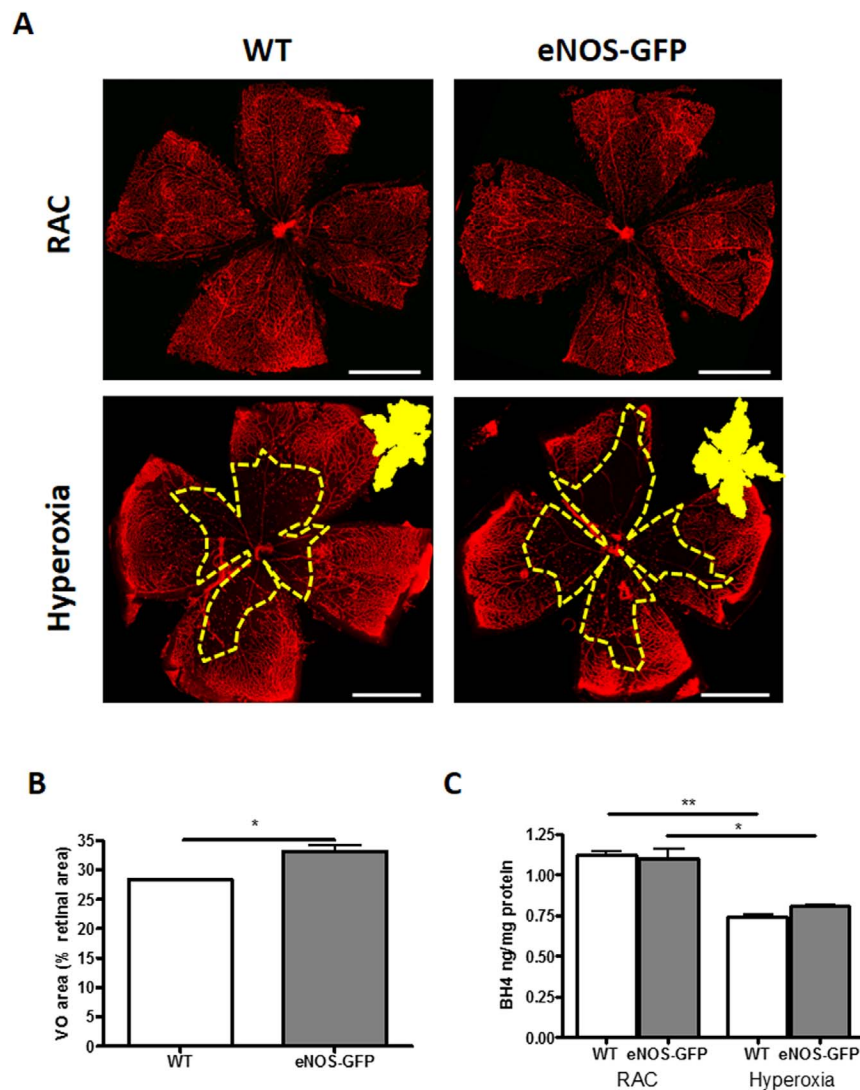 A
WT
eNOS-GFP
RAC
Hyperoxia
B
VO area (% retinal area)
35
30
25
20
15
10
5
0
*
WT
eNOS-GFP
C
BH4 ng/mg protein
1.25
1.00
0.75
0.50
0.25
0.00
**
*
WT eNOS-GFP WT eNOS-GFP
RAC Hyperoxia